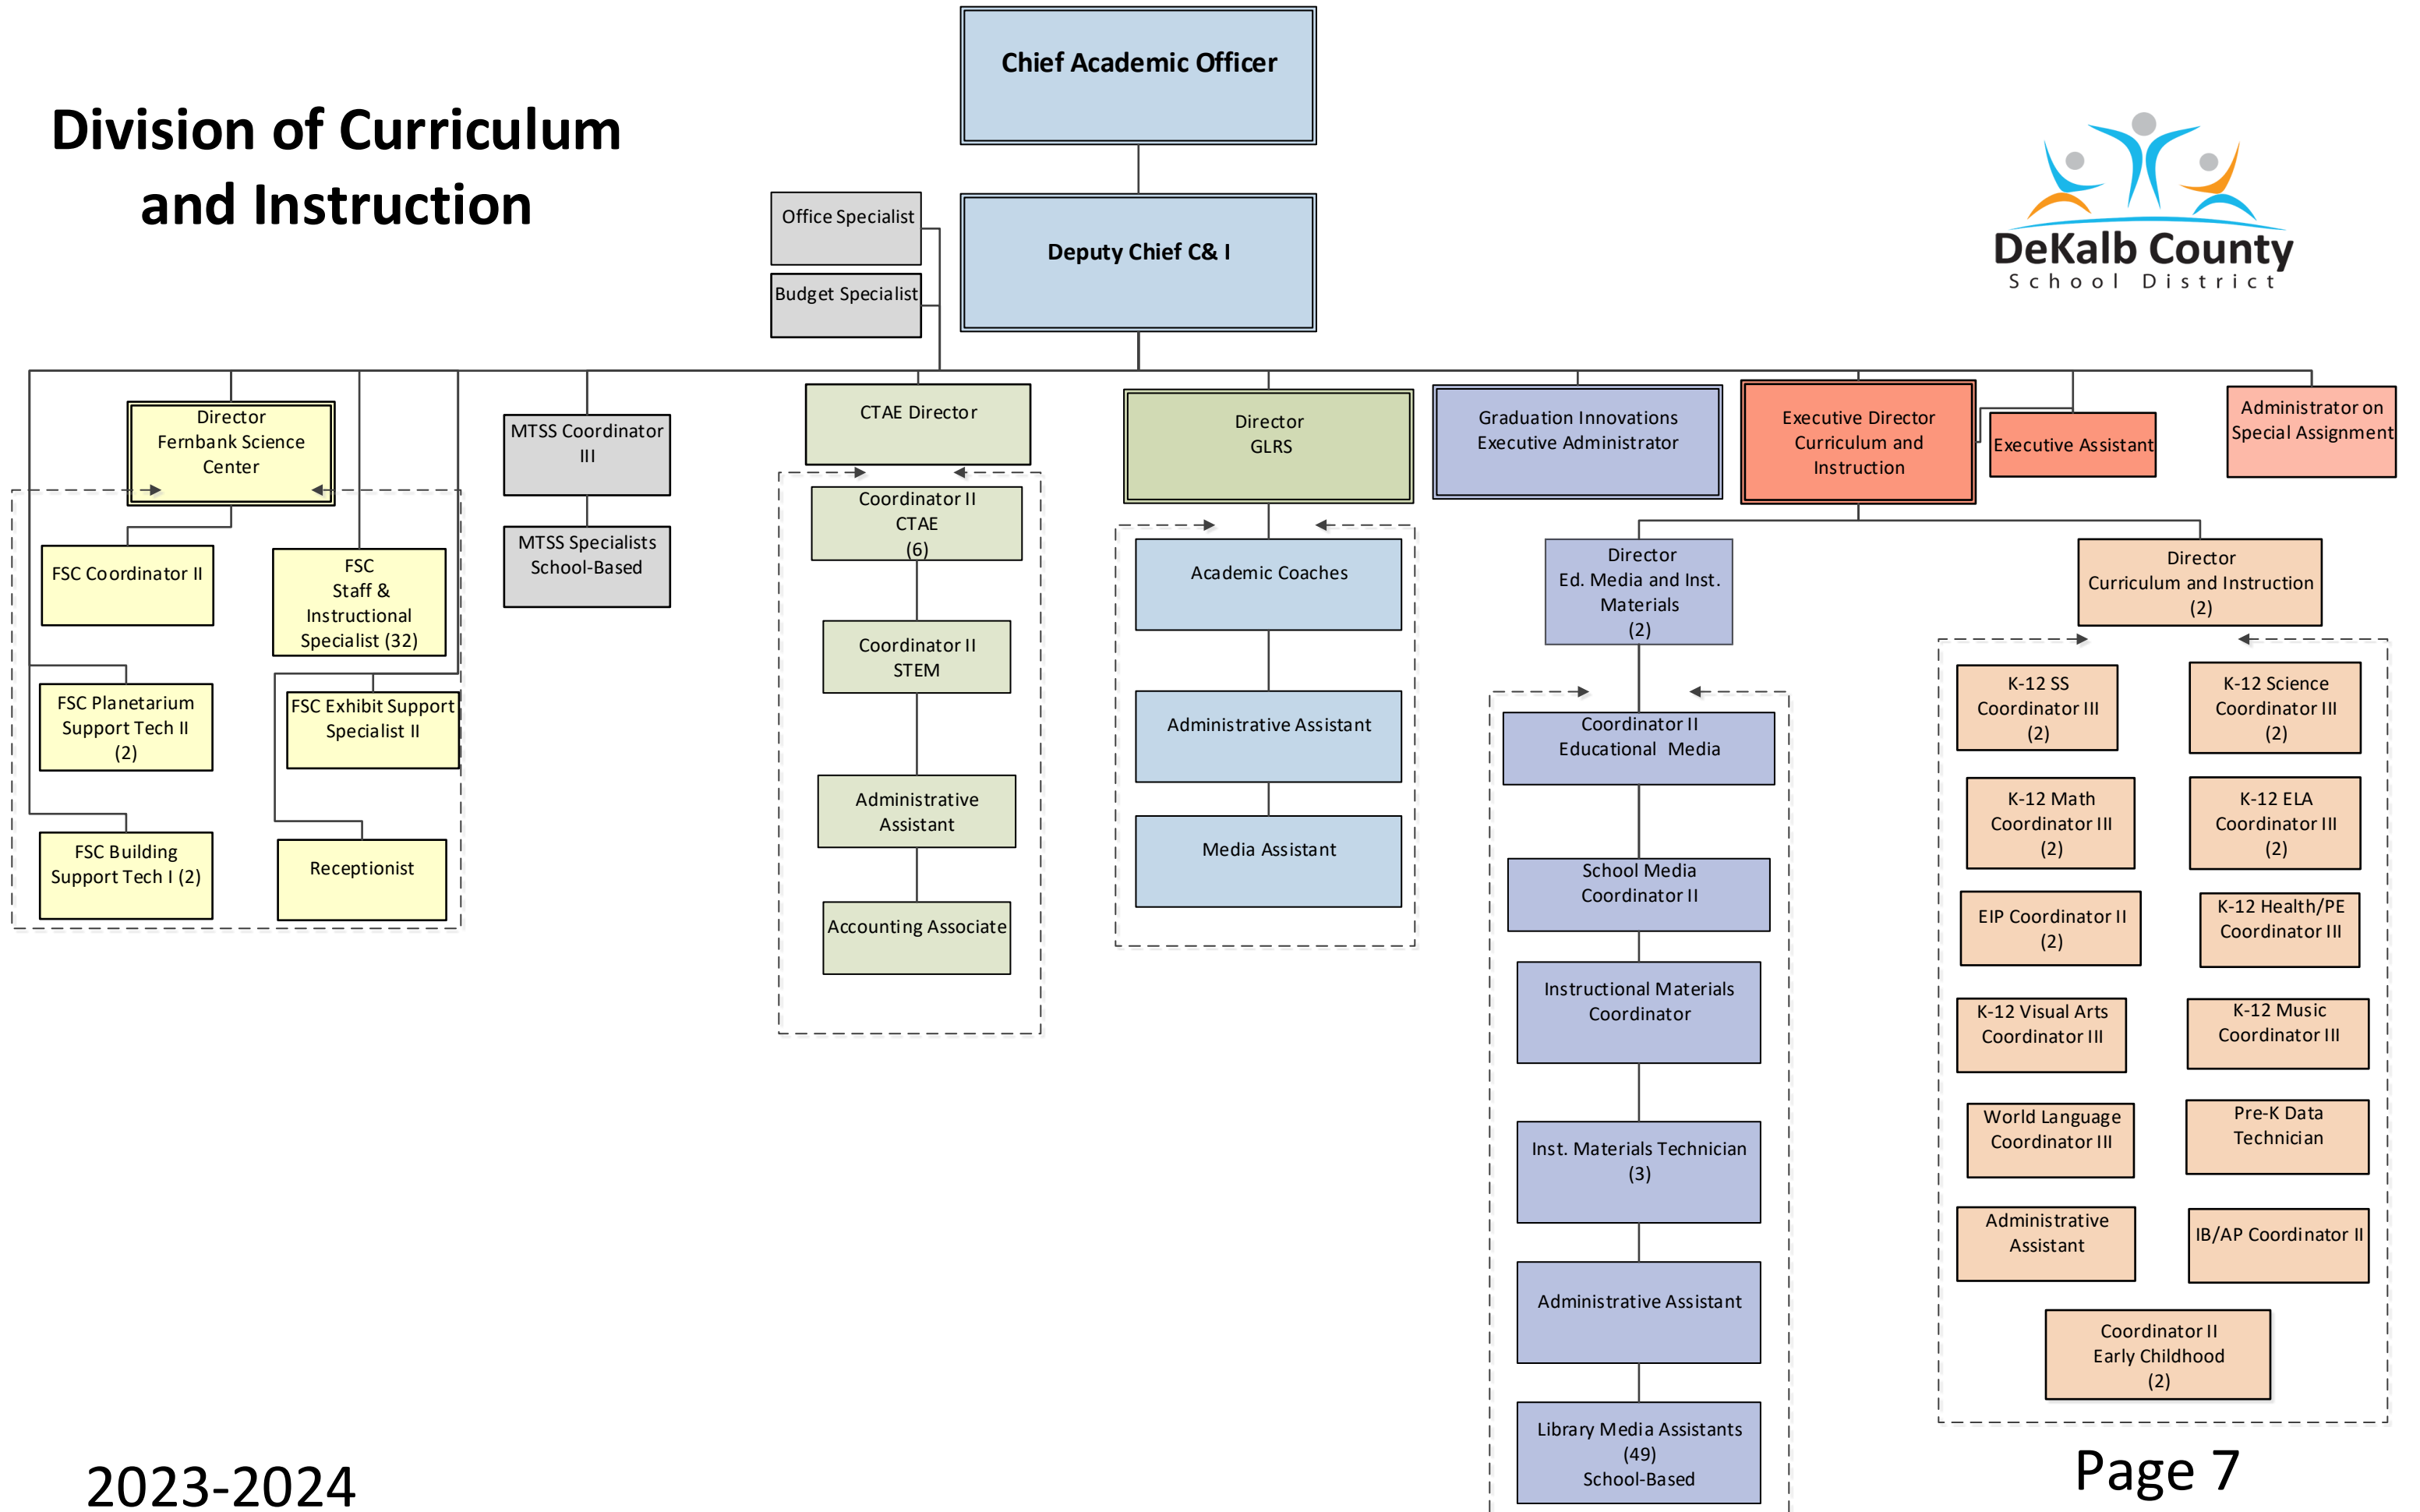 Chief Academic Officer
Division of Curriculum
and Instruction
DeKalb County
School District
Office Specialist
Budget Specialist
Deputy Chief C& I
Director
Fernbank Science
Center
FSC Coordinator II
FSC
Staff &
Instructional
Specialist (32)
FSC Planetarium
Support Tech II
(2)
FSC Exhibit Support
Specialist II
FSC Building
Support Tech I (2)
Receptionist
MTSS Coordinator
III
MTSS Specialists
School-Based
CTAE Director
Coordinator II
CTAE
(6)
Coordinator II
STEM
Administrative
Assistant
Accounting Associate
Director
GLRS
Academic Coaches
Administrative Assistant
Media Assistant
Graduation Innovations
Executive Administrator
Executive Director
Curriculum and
Instruction
Executive Assistant
Administrator on
Special Assignment
Director
Ed. Media and Inst.
Materials
(2)
Coordinator II
Educational Media
School Media
Coordinator II
Instructional Materials
Coordinator
Inst. Materials Technician
(3)
Administrative Assistant
Library Media Assistants
(49)
School-Based
Director
Curriculum and Instruction
(2)
K-12 SS
Coordinator III
(2)
K-12 Science
Coordinator III
(2)
K-12 Math
Coordinator III
(2)
K-12 ELA
Coordinator III
(2)
EIP Coordinator II
(2)
K-12 Health/PE
Coordinator III
K-12 Visual Arts
Coordinator III
K-12 Music
Coordinator III
World Language
Coordinator III
Pre-K Data
Technician
Administrative
Assistant
IB/AP Coordinator II
Coordinator II
Early Childhood
(2)
2023-2024
Page 7